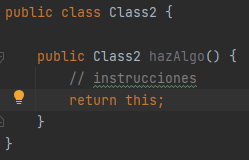 public class Class2 {
public Class2 hazAlgo() {
// instrucciones
return this;
}
}